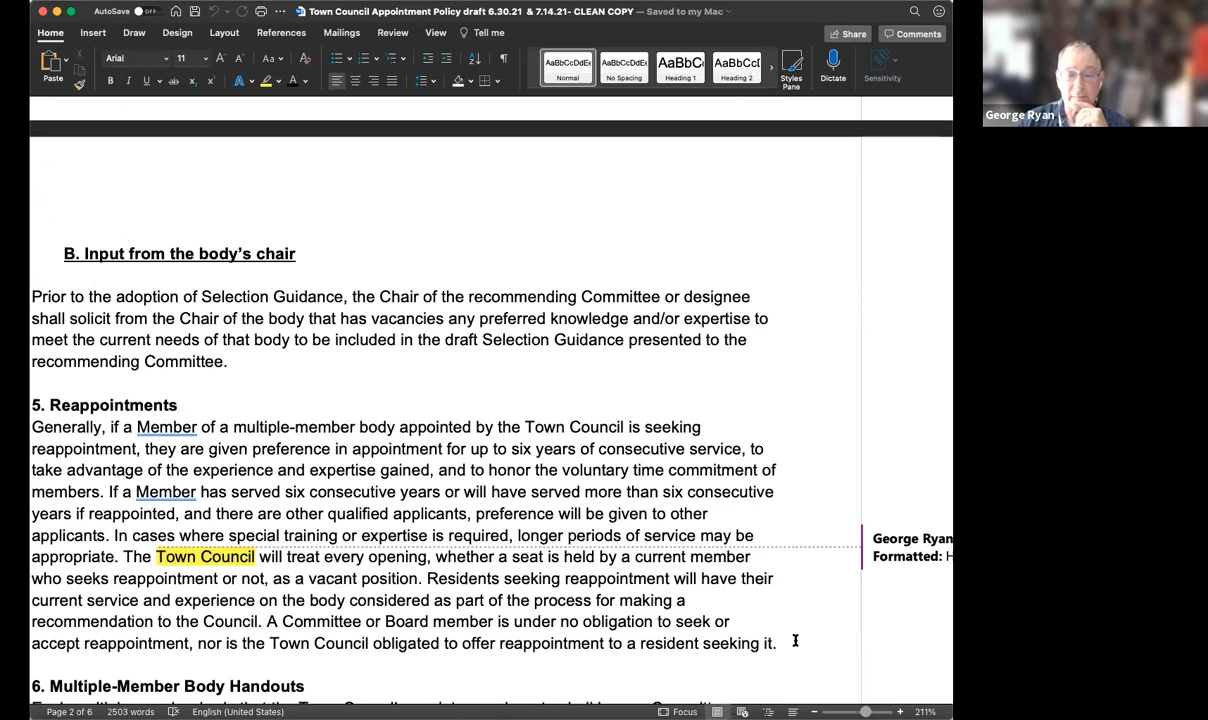 AutoSave OFF Town Council Appointment Policy draft 6.30.21 & 7.14.21- CLEAN COPY — Saved to my Mac
Home Insert Draw Design Layout References Mailings Review View Tell me Share Comments
Paste Arial 11 Aa AaBbCcDdEe AaBbCcDdEe AaBbC AaBbCcD
Normal No Spacing Heading 1 Heading 2 Styles Pane Dictate Sensitivity
George Ryan
B. Input from the body's chair
Prior to the adoption of Selection Guidance, the Chair of the recommending Committee or designee
shall solicit from the Chair of the body that has vacancies any preferred knowledge and/or expertise to
meet the current needs of that body to be included in the draft Selection Guidance presented to the
recommending Committee.
5. Reappointments
Generally, if a Member of a multiple-member body appointed by the Town Council is seeking
reappointment, they are given preference in appointment for up to six years of consecutive service, to
take advantage of the experience and expertise gained, and to honor the voluntary time commitment of
members. If a Member has served six consecutive years or will have served more than six consecutive
years if reappointed, and there are other qualified applicants, preference will be given to other
applicants. In cases where special training or expertise is required, longer periods of service may be
appropriate. The Town Council will treat every opening, whether a seat is held by a current member
who seeks reappointment or not, as a vacant position. Residents seeking reappointment will have their
current service and experience on the body considered as part of the process for making a
recommendation to the Council. A Committee or Board member is under no obligation to seek or
accept reappointment, nor is the Town Council obligated to offer reappointment to a resident seeking it.
George Ryan
Formatted: H
6. Multiple-Member Body Handouts
Page 2 of 6 2503 words English (United States) Focus 211%